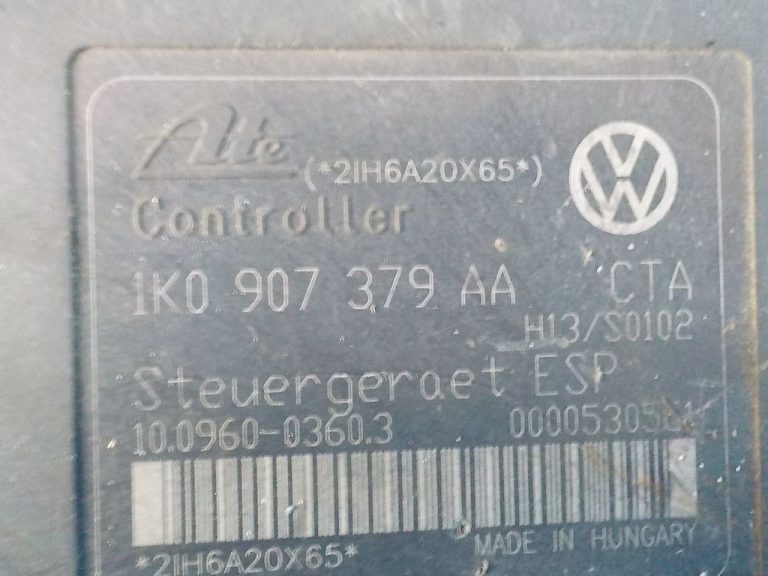 Ate (*2IH6A20X65*)
Controller
1K0 907 379 AA CTA
H13/S0102
Steuergeraet ESP
10.0960-0360.3
*2IH6A20X65*
MADE IN HUNGARY